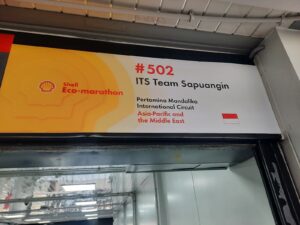 #502
ITS Team Sapuangin
Shell
Eco-marathon
Pertamina Mandalika
International Circuit
Asia-Pacific and
the Middle East